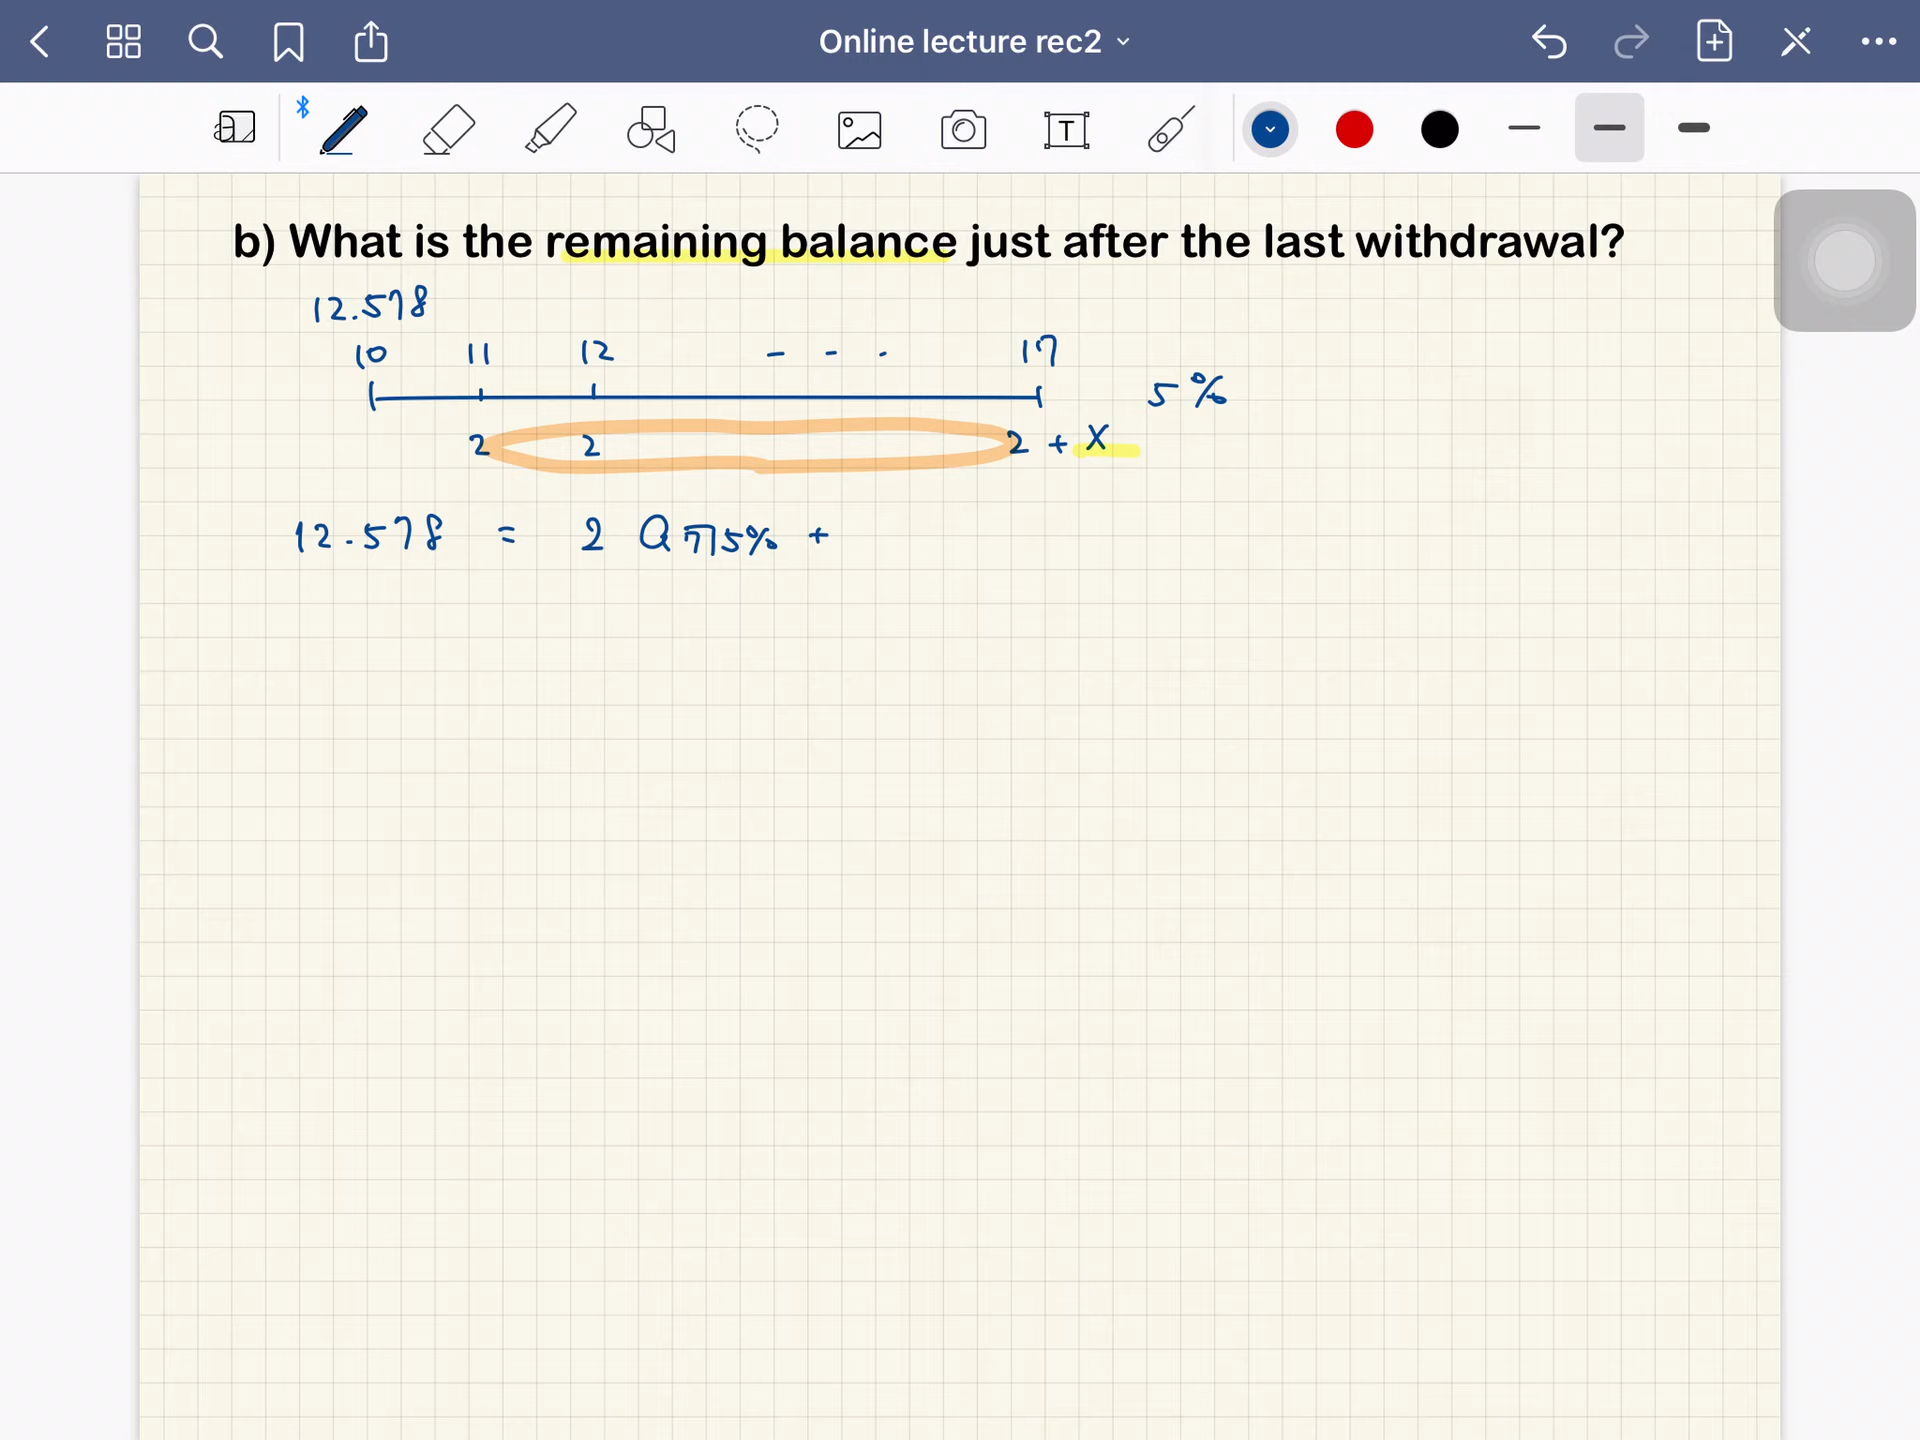 Online lecture rec2
T
b) What is the remaining balance just after the last withdrawal?
12.578
10 11 12 - - - 17
5%
2 2 2 + X
12.578 = 2 a 7┐5% +